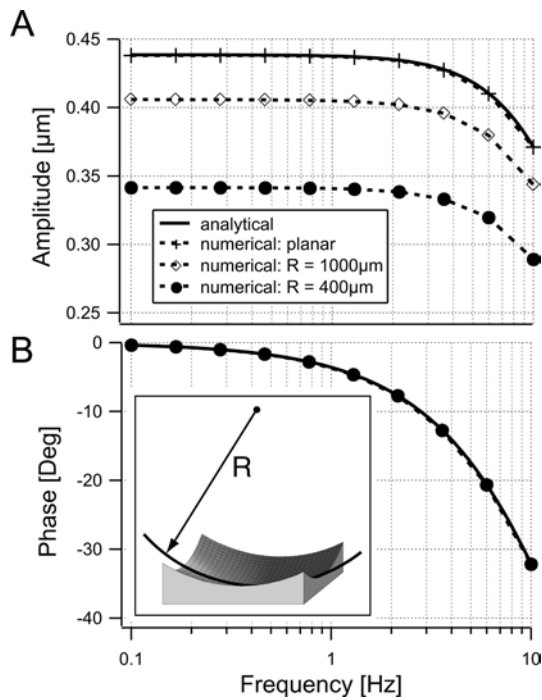 A
0.45
0.40
0.35
0.30
0.25
Amplitude [µm]
analytical
numerical: planar
numerical: R = 1000µm
numerical: R = 400µm
B
0
-10
-20
-30
-40
Phase [Deg]
R
0.1
1
10
Frequency [Hz]